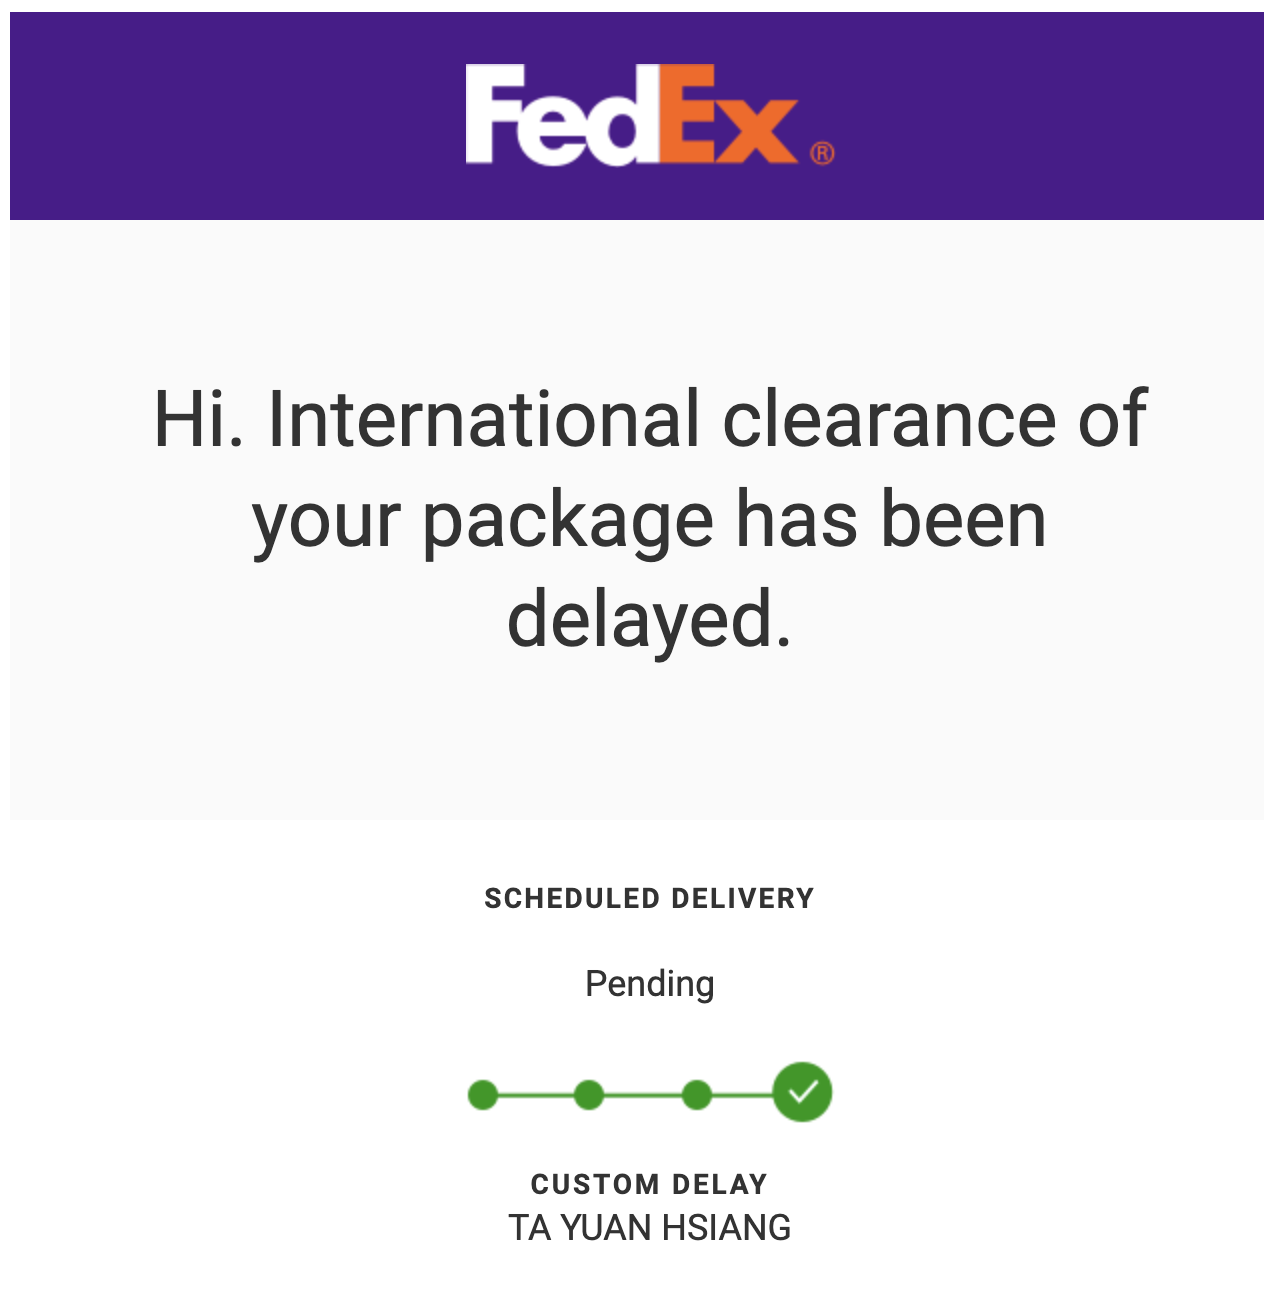 FedEx®
Hi. International clearance of
your package has been
delayed.
SCHEDULED DELIVERY
Pending
CUSTOM DELAY
TA YUAN HSIANG